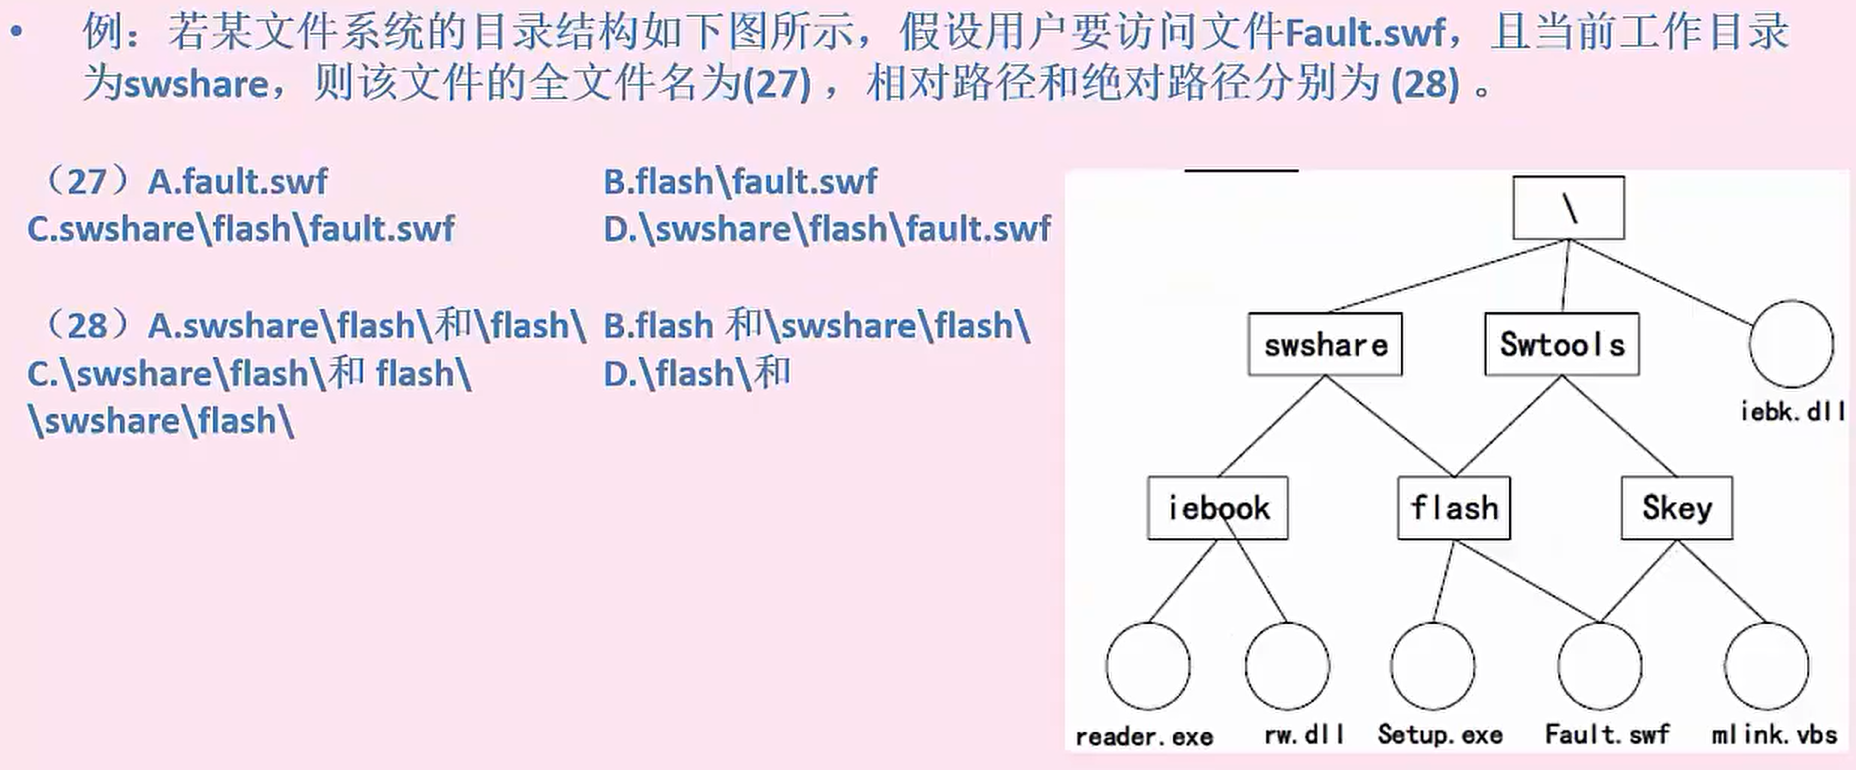 • 例：若某文件系统的目录结构如下图所示，假设用户要访问文件Fault.swf，且当前工作目录
为swshare，则该文件的全文件名为(27) ，相对路径和绝对路径分别为 (28) 。
（27）A.fault.swf B.flash\fault.swf
C.swshare\flash\fault.swf D.\swshare\flash\fault.swf
（28）A.swshare\flash\和\flash\ B.flash 和\swshare\flash\
C.\swshare\flash\和 flash\ D.\flash\和
\swshare\flash\
\
swshare Swtools
iebk.dll
iebook flash Skey
reader.exe rw.dll Setup.exe Fault.swf mlink.vbs